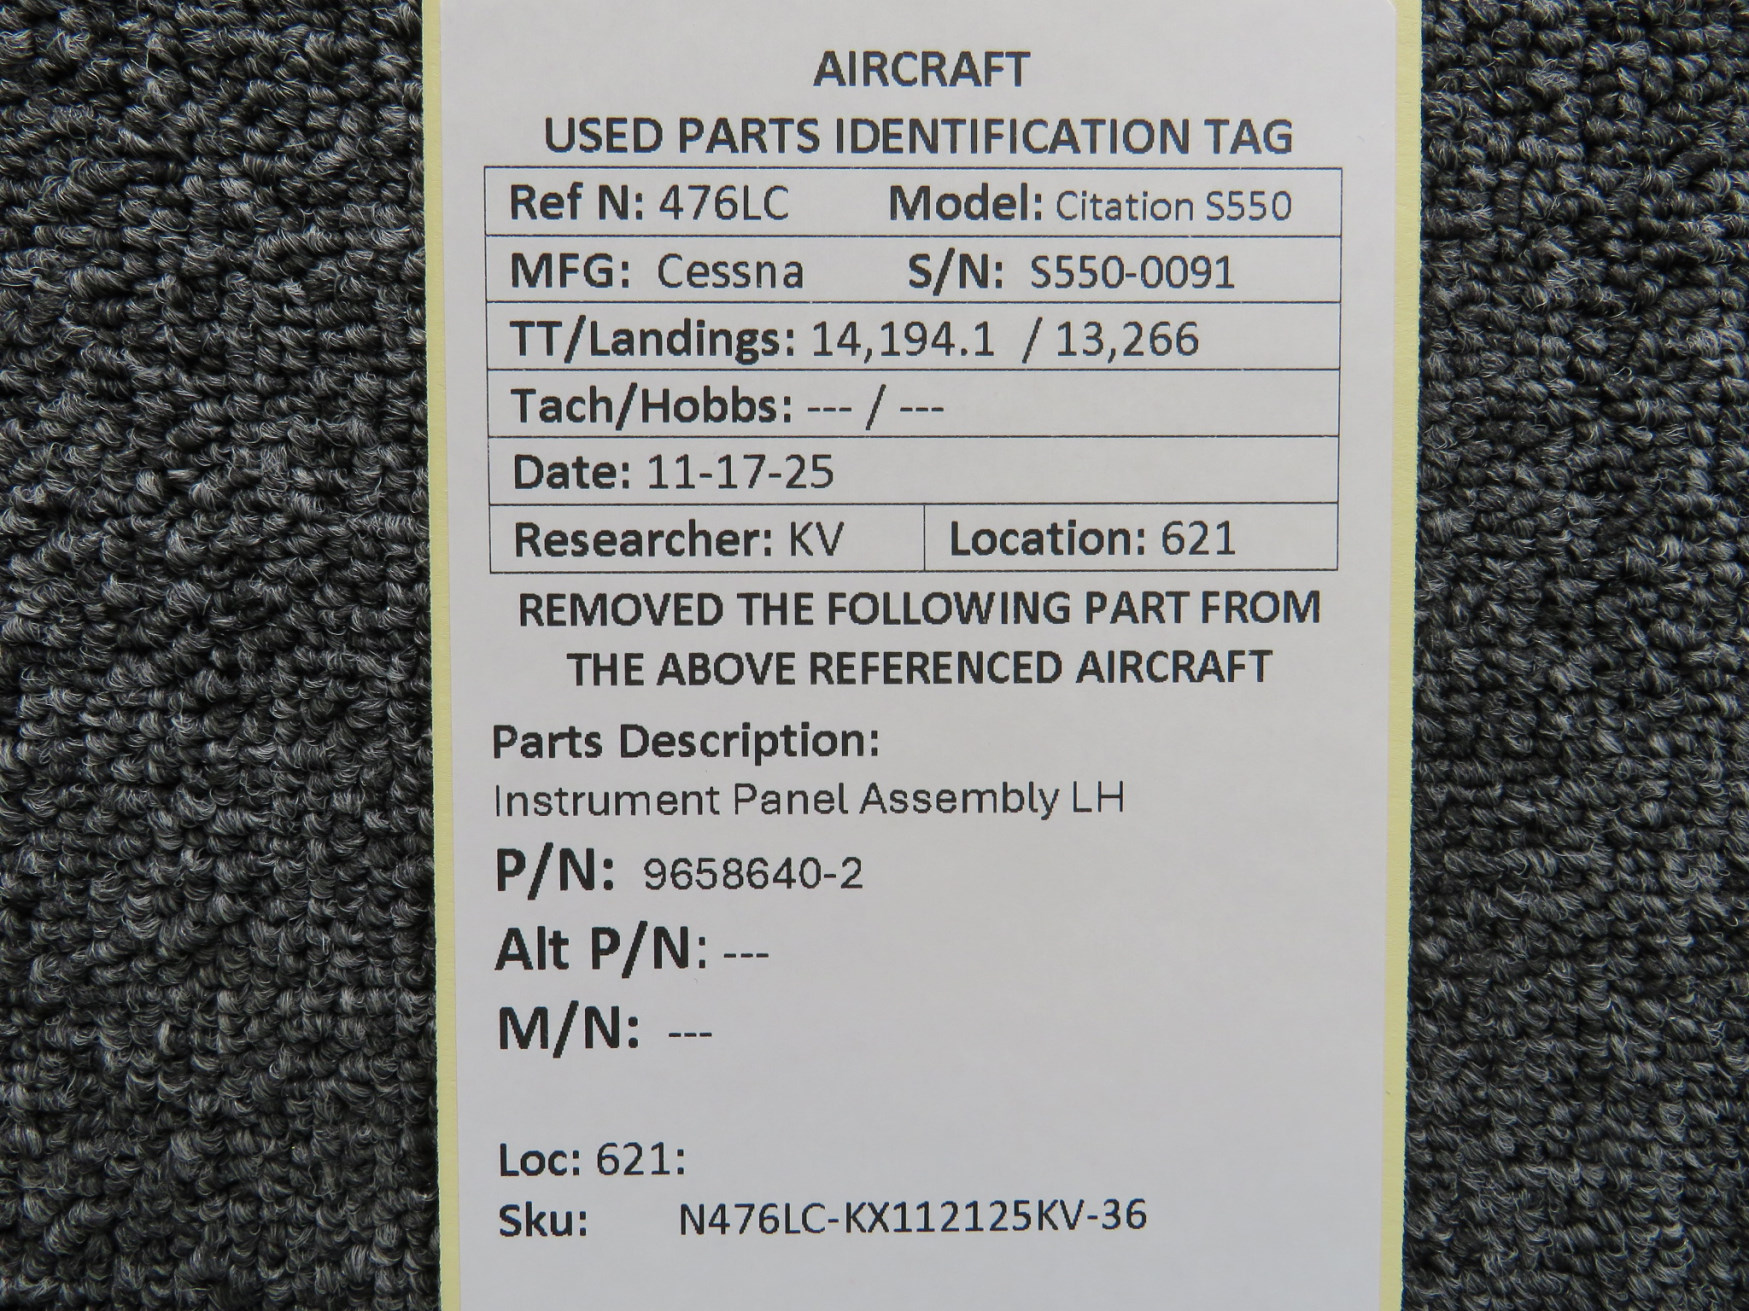 AIRCRAFT
USED PARTS IDENTIFICATION TAG
Ref N: 476LC Model: Citation S550
MFG: Cessna S/N: S550-0091
TT/Landings: 14,194.1 / 13,266
Tach/Hobbs: --- / ---
Date: 11-17-25
Researcher: KV Location: 621
REMOVED THE FOLLOWING PART FROM
THE ABOVE REFERENCED AIRCRAFT
Parts Description:
Instrument Panel Assembly LH
P/N: 9658640-2
Alt P/N: ---
M/N: ---
Loc: 621:
Sku: N476LC-KX112125KV-36